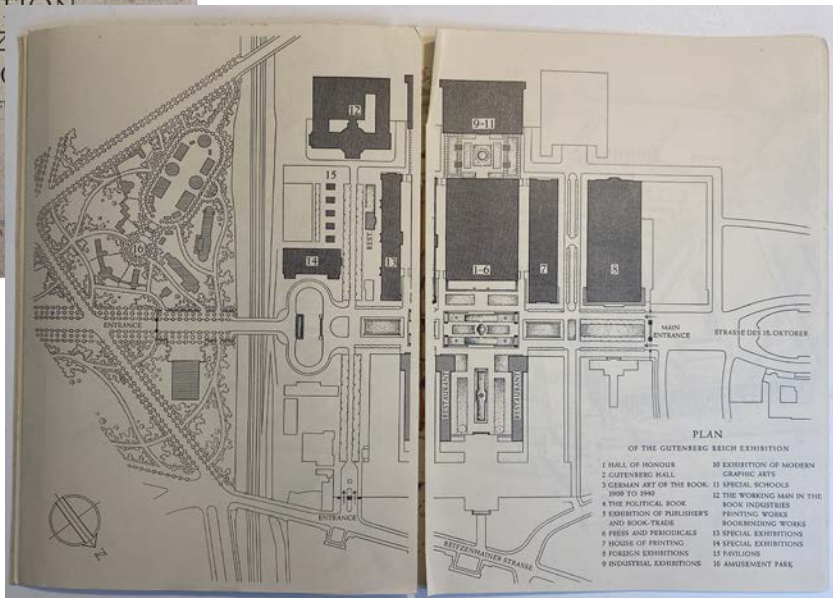 TION
12
15
16
REST.
13
14
ENTRANCE
ENTRANCE
9-11
1-6
7
8
MAIN
ENTRANCE
STRASSE DES 18. OKTOBER
RESTAURANT
RESTAURANT
REITZENHAINER STRASSE
PLAN
OF THE GUTENBERG REICH EXHIBITION
1 HALL OF HONOUR
2 GUTENBERG HALL
3 GERMAN ART OF THE BOOK
1900 TO 1940
4 THE POLITICAL BOOK
5 EXHIBITION OF PUBLISHER'S
AND BOOK-TRADE
6 PRESS AND PERIODICALS
7 HOUSE OF PRINTING
8 FOREIGN EXHIBITIONS
9 INDUSTRIAL EXHIBITIONS
10 EXHIBITION OF MODERN
GRAPHIC ARTS
11 SPECIAL SCHOOLS
12 THE WORKING MAN IN THE
BOOK INDUSTRIES
PRINTING WORKS
BOOKBINDING WORKS
13 SPECIAL EXHIBITIONS
14 SPECIAL EXHIBITIONS
15 PAVILIONS
16 AMUSEMENT PARK